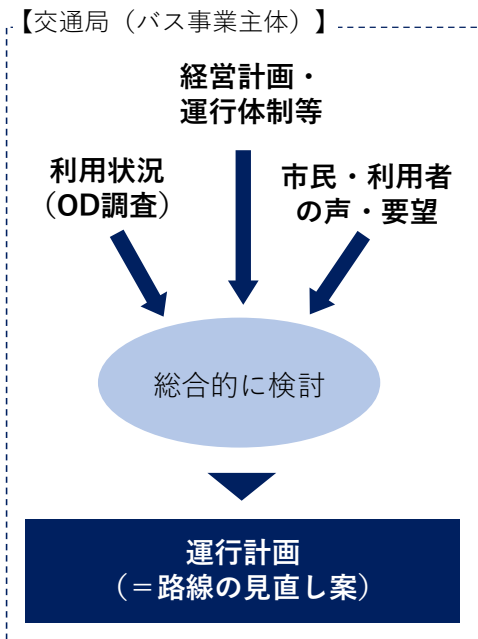 【交通局（バス事業主体）】
経営計画・
運行体制等
利用状況
（OD調査）
市民・利用者
の声・要望
総合的に検討
運行計画
（＝路線の見直し案）